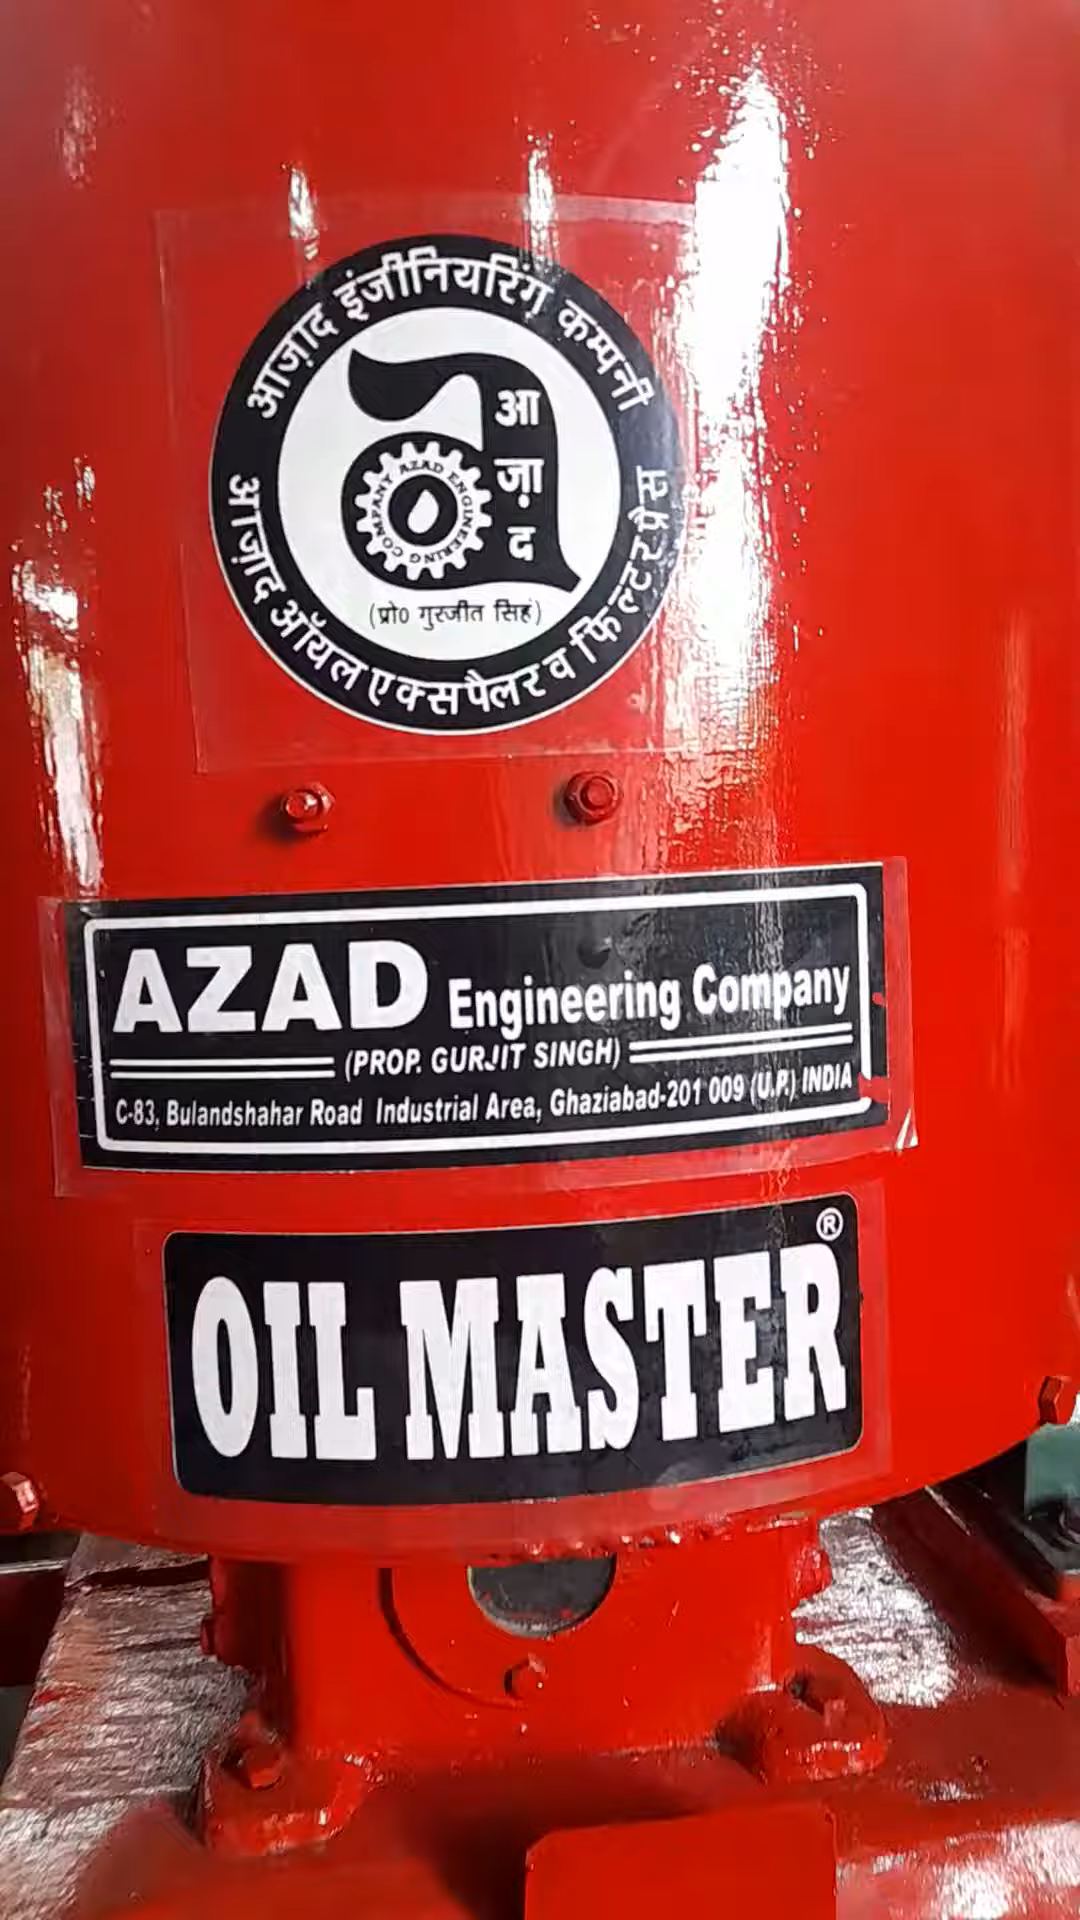 आज़ाद इंजीनियरिंग कम्पनी
आ
ज़ा
द
AZAD ENGINEERING COMPANY
(प्रो0 गुरजीत सिहं)
आज़ाद ऑयल एक्सपैलर व फिल्टरप्रेस
AZAD Engineering Company
(PROP. GURJIT SINGH)
C-83, Bulandshahar Road Industrial Area, Ghaziabad-201 009 (U.P.) INDIA
OIL MASTER ®